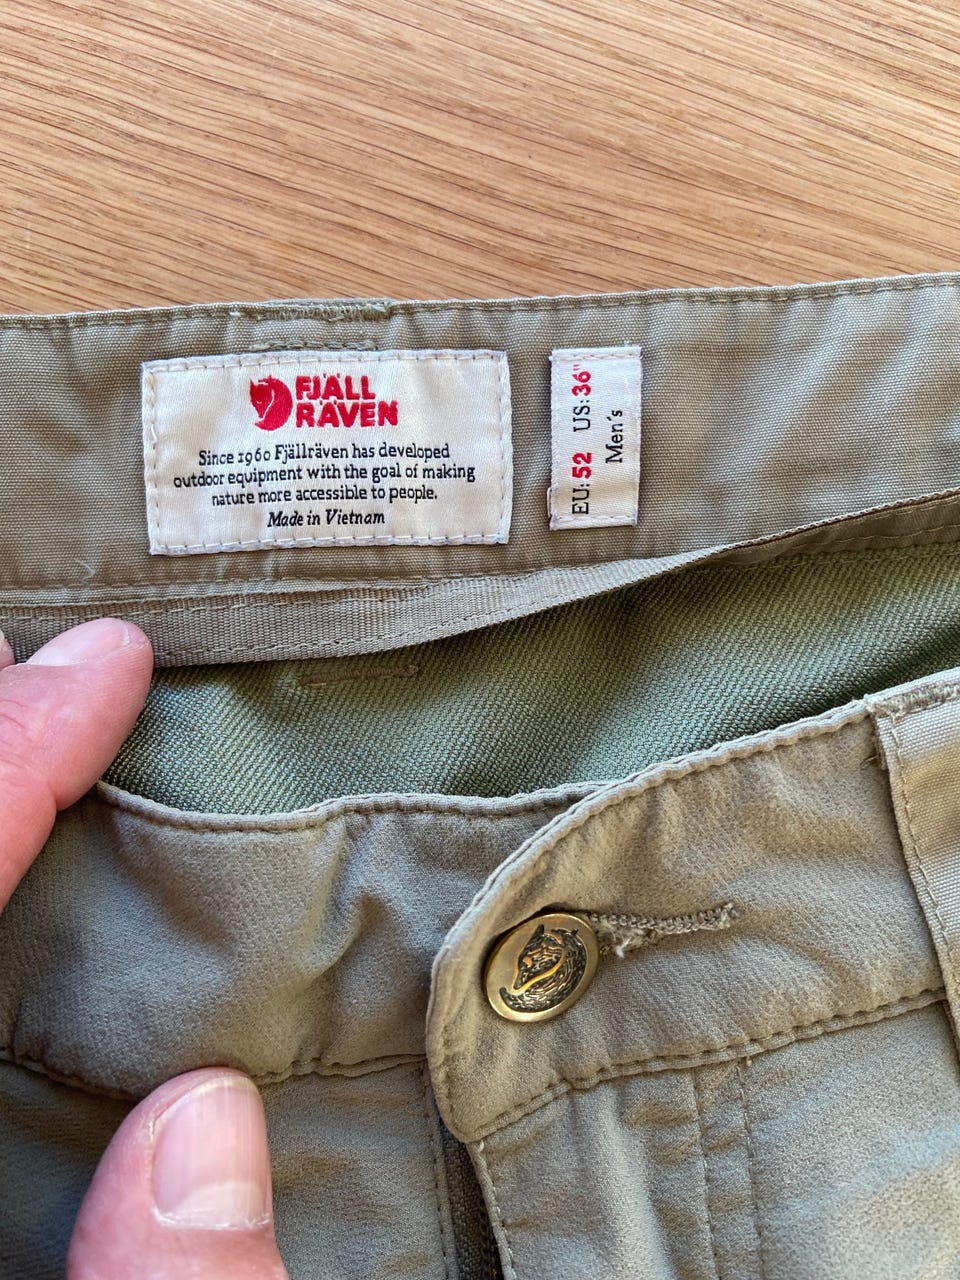 FJÄLL
RÄVEN
Since 1960 Fjällräven has developed
outdoor equipment with the goal of making
nature more accessible to people.
Made in Vietnam
EU: 52 US: 36"
Men´s